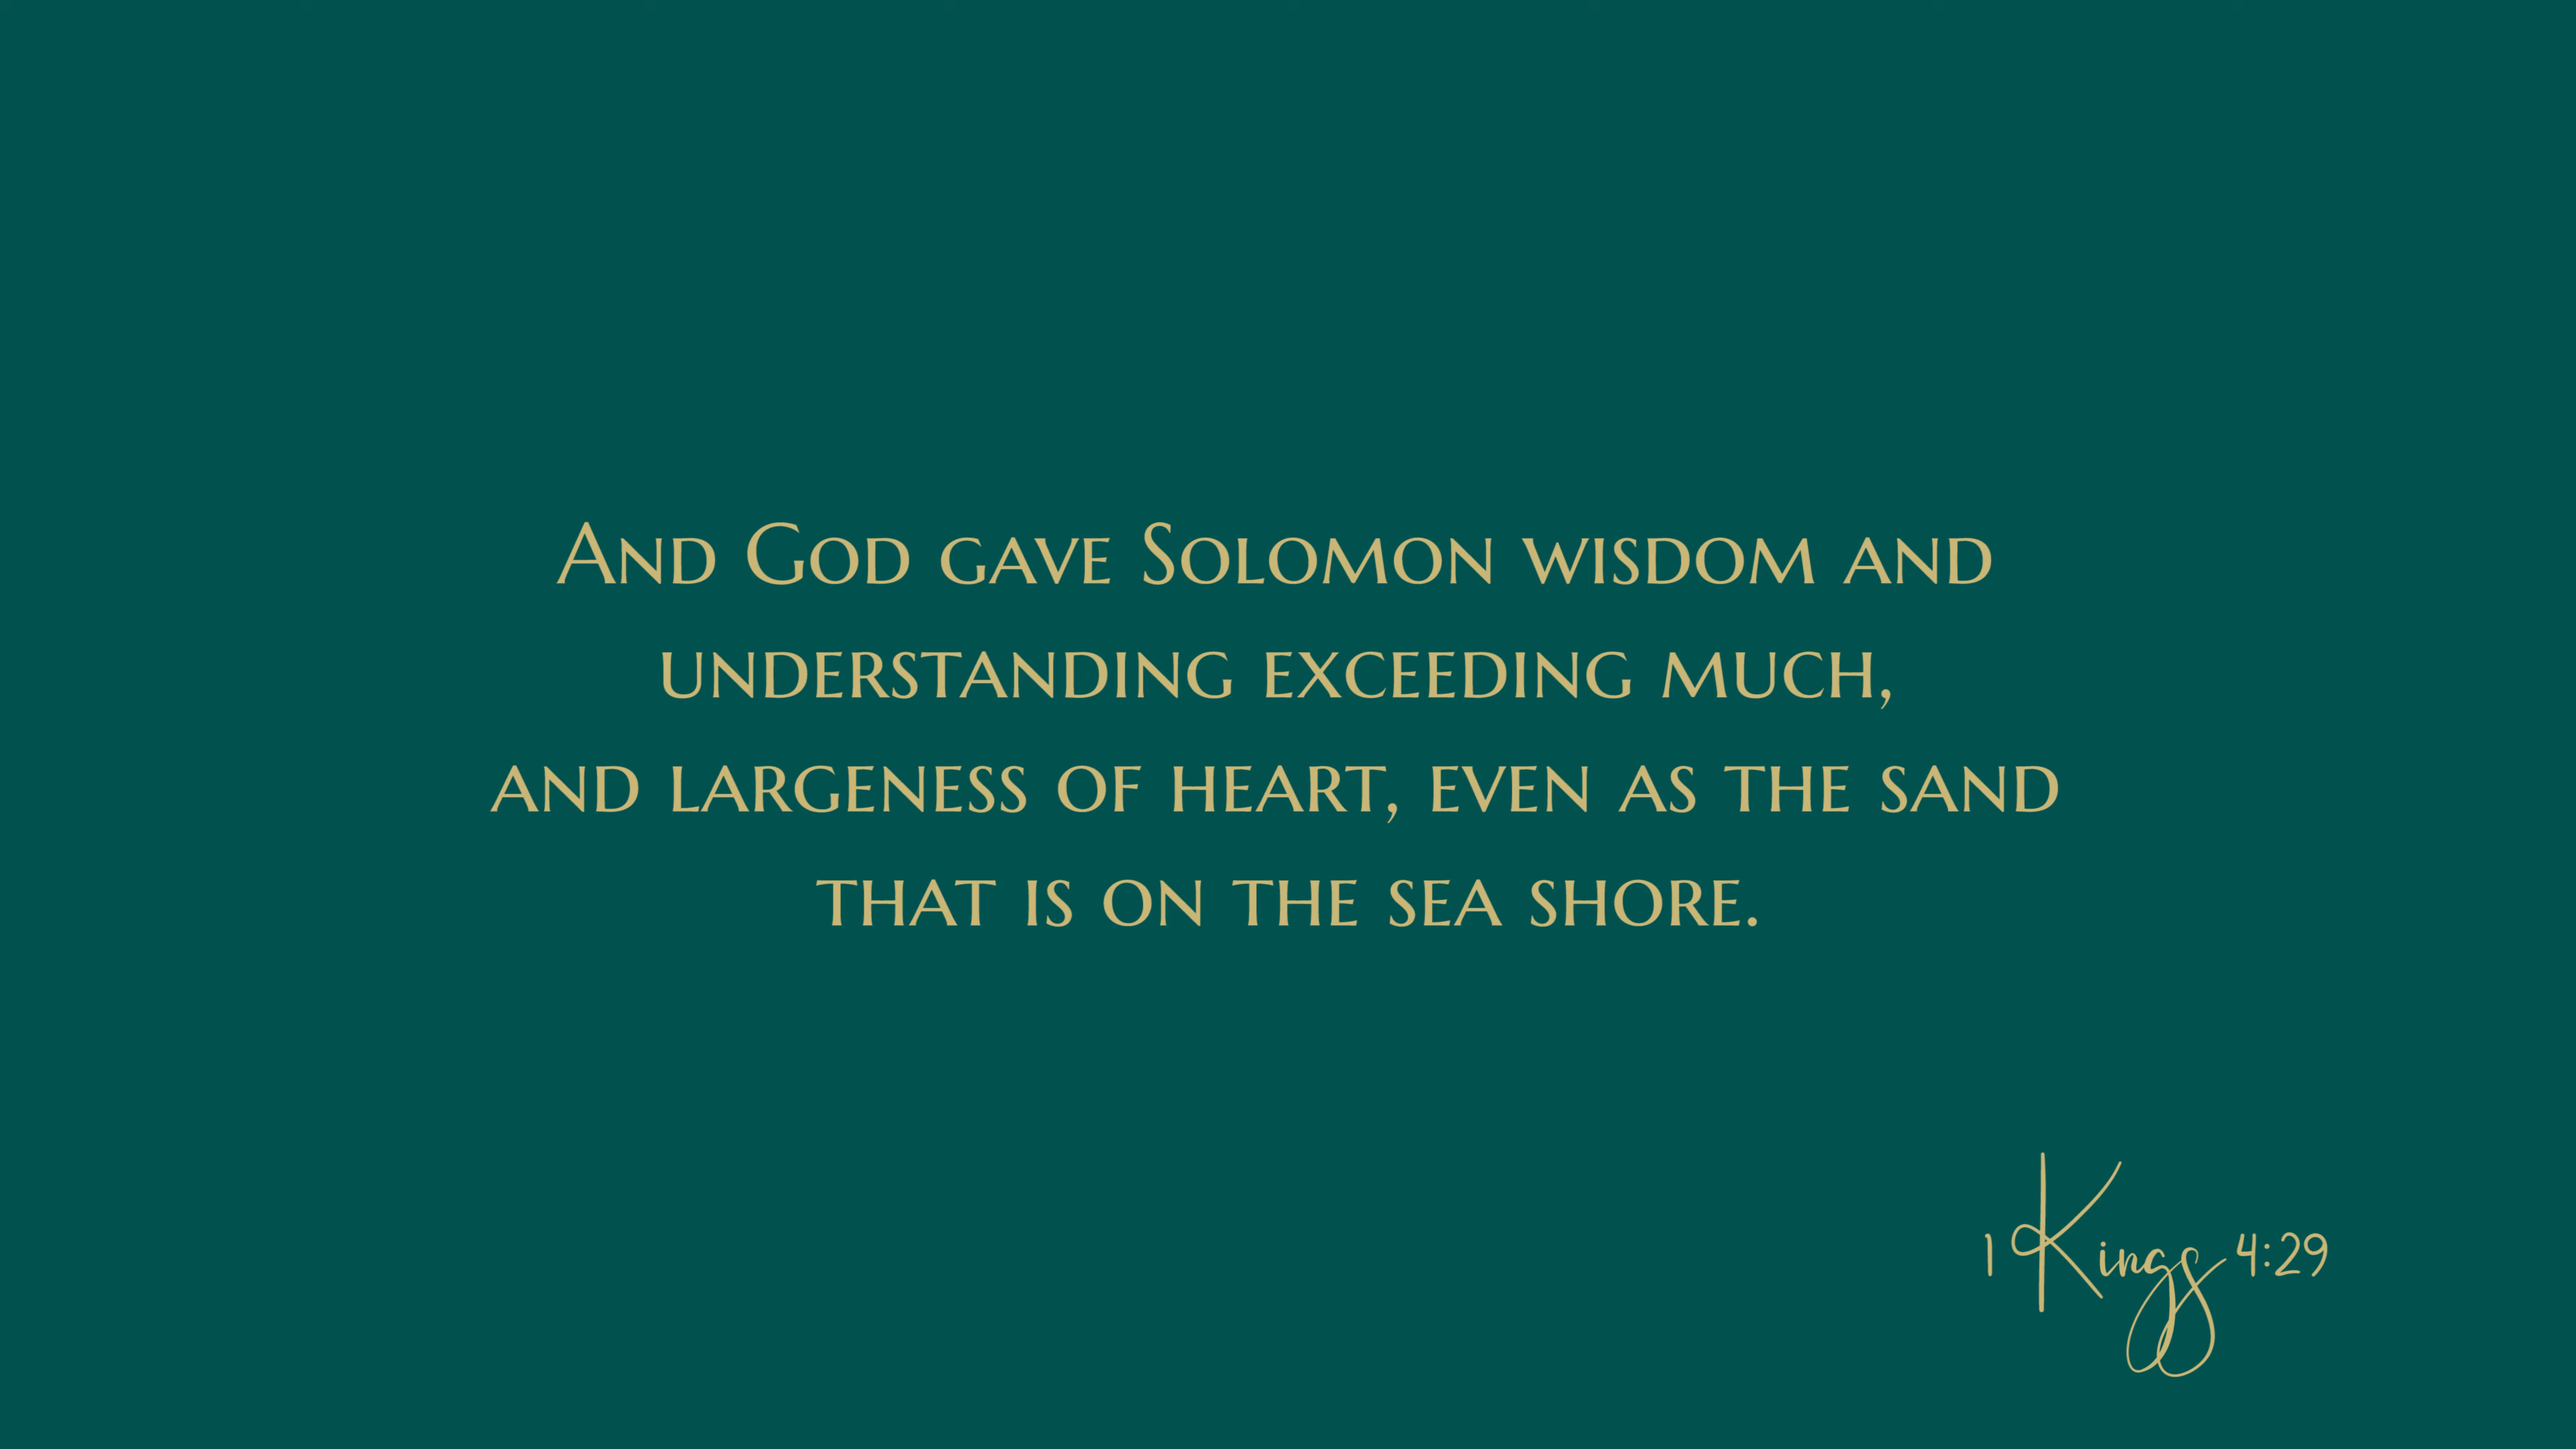 And God gave Solomon wisdom and
understanding exceeding much,
and largeness of heart, even as the sand
that is on the sea shore.
1 Kings 4:29